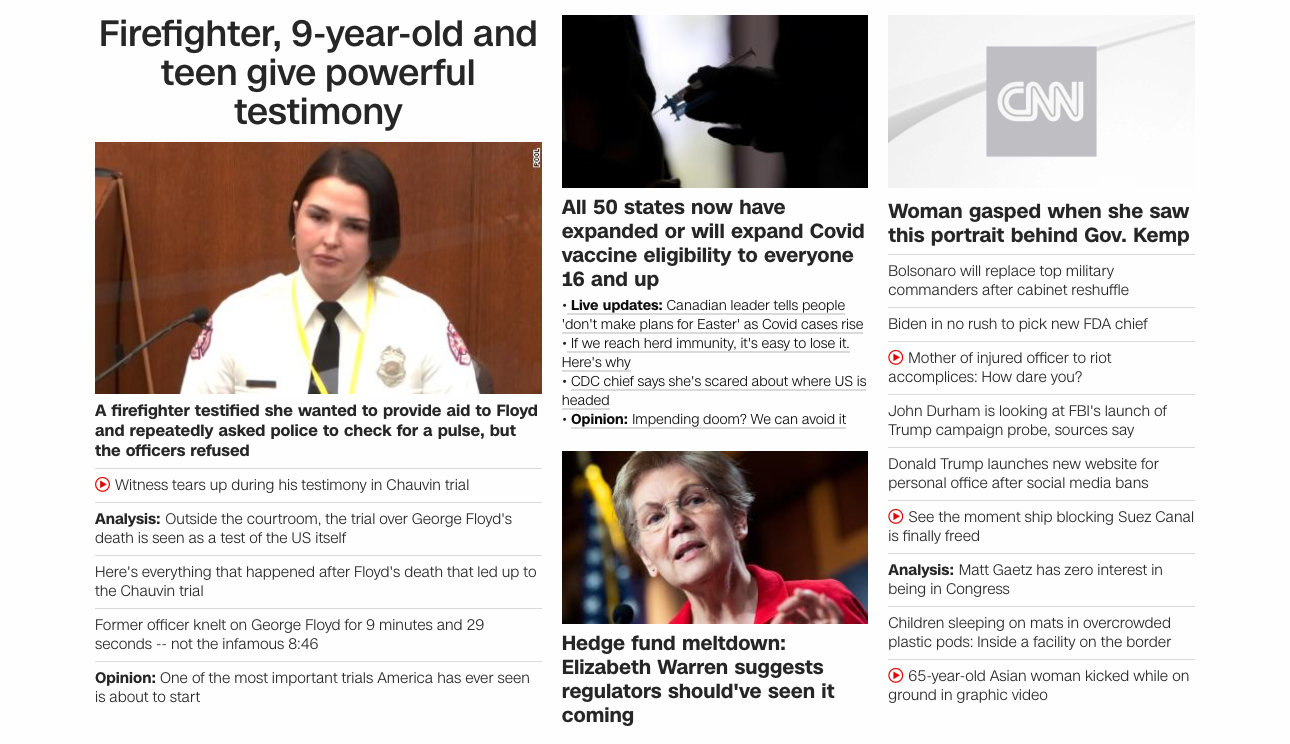 Firefighter, 9-year-old and
teen give powerful
testimony
POOL
A firefighter testified she wanted to provide aid to Floyd
and repeatedly asked police to check for a pulse, but
the officers refused
Witness tears up during his testimony in Chauvin trial
Analysis: Outside the courtroom, the trial over George Floyd's
death is seen as a test of the US itself
Here's everything that happened after Floyd's death that led up to
the Chauvin trial
Former officer knelt on George Floyd for 9 minutes and 29
seconds -- not the infamous 8:46
Opinion: One of the most important trials America has ever seen
is about to start
All 50 states now have
expanded or will expand Covid
vaccine eligibility to everyone
16 and up
• Live updates: Canadian leader tells people
'don't make plans for Easter' as Covid cases rise
• If we reach herd immunity, it's easy to lose it.
Here's why
• CDC chief says she's scared about where US is
headed
• Opinion: Impending doom? We can avoid it
Hedge fund meltdown:
Elizabeth Warren suggests
regulators should've seen it
coming
CNN
Woman gasped when she saw
this portrait behind Gov. Kemp
Bolsonaro will replace top military
commanders after cabinet reshuffle
Biden in no rush to pick new FDA chief
Mother of injured officer to riot
accomplices: How dare you?
John Durham is looking at FBI's launch of
Trump campaign probe, sources say
Donald Trump launches new website for
personal office after social media bans
See the moment ship blocking Suez Canal
is finally freed
Analysis: Matt Gaetz has zero interest in
being in Congress
Children sleeping on mats in overcrowded
plastic pods: Inside a facility on the border
65-year-old Asian woman kicked while on
ground in graphic video